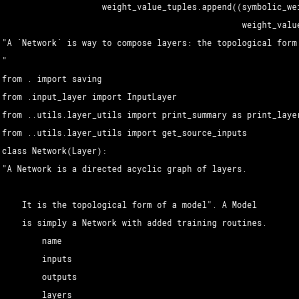 weight_value_tuples.append((symbolic_wei
weight_value
"A `Network` is way to compose layers: the topological form
"
from . import saving
from .input_layer import InputLayer
from ..utils.layer_utils import print_summary as print_layer
from ..utils.layer_utils import get_source_inputs
class Network(Layer):
"A Network is a directed acyclic graph of layers.
It is the topological form of a model". A Model
is simply a Network with added training routines.
name
inputs
outputs
layers